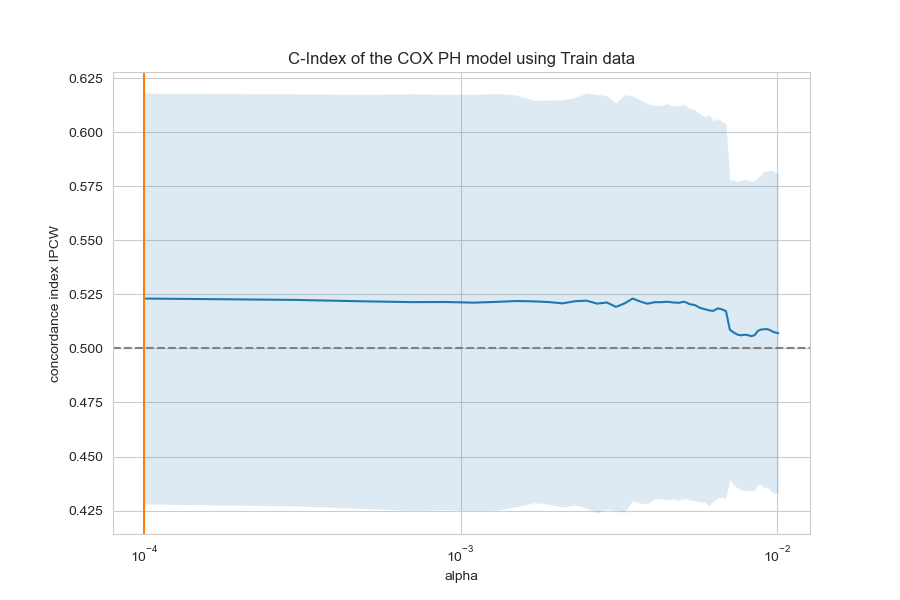 C-Index of the COX PH model using Train data
concordance index IPCW
0.625
0.600
0.575
0.550
0.525
0.500
0.475
0.450
0.425
10⁻⁴ 10⁻³ 10⁻²
alpha